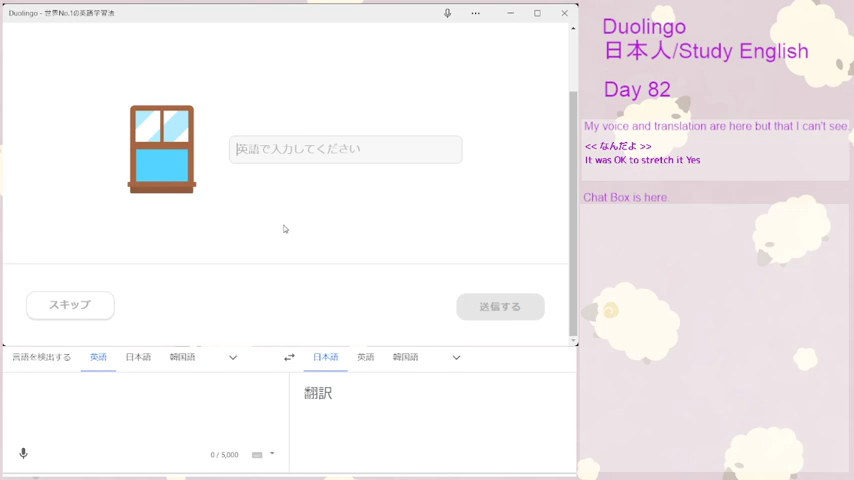 Duolingo - 世界No.1の英語学習法
英語で入力してください
スキップ
送信する
言語を検出する 英語 日本語 韓国語
日本語 英語 韓国語
翻訳
0 / 5,000
Duolingo
日本人/Study English
Day 82
My voice and translation are here but that I can't see
<< なんだよ >>
It was OK to stretch it Yes
Chat Box is here.